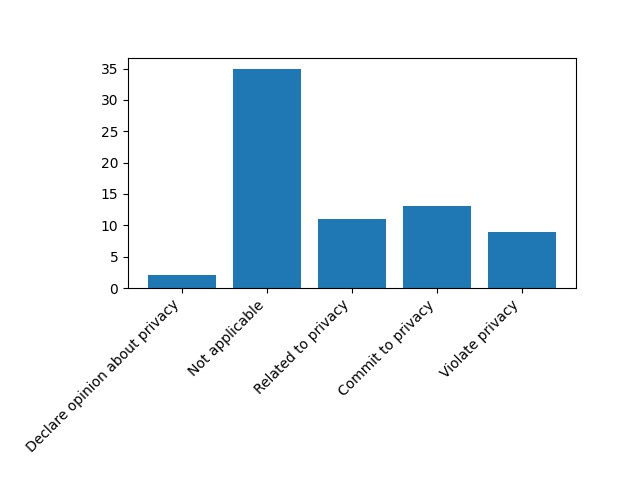 35
30
25
20
15
10
5
0
Declare opinion about privacy
Not applicable
Related to privacy
Commit to privacy
Violate privacy